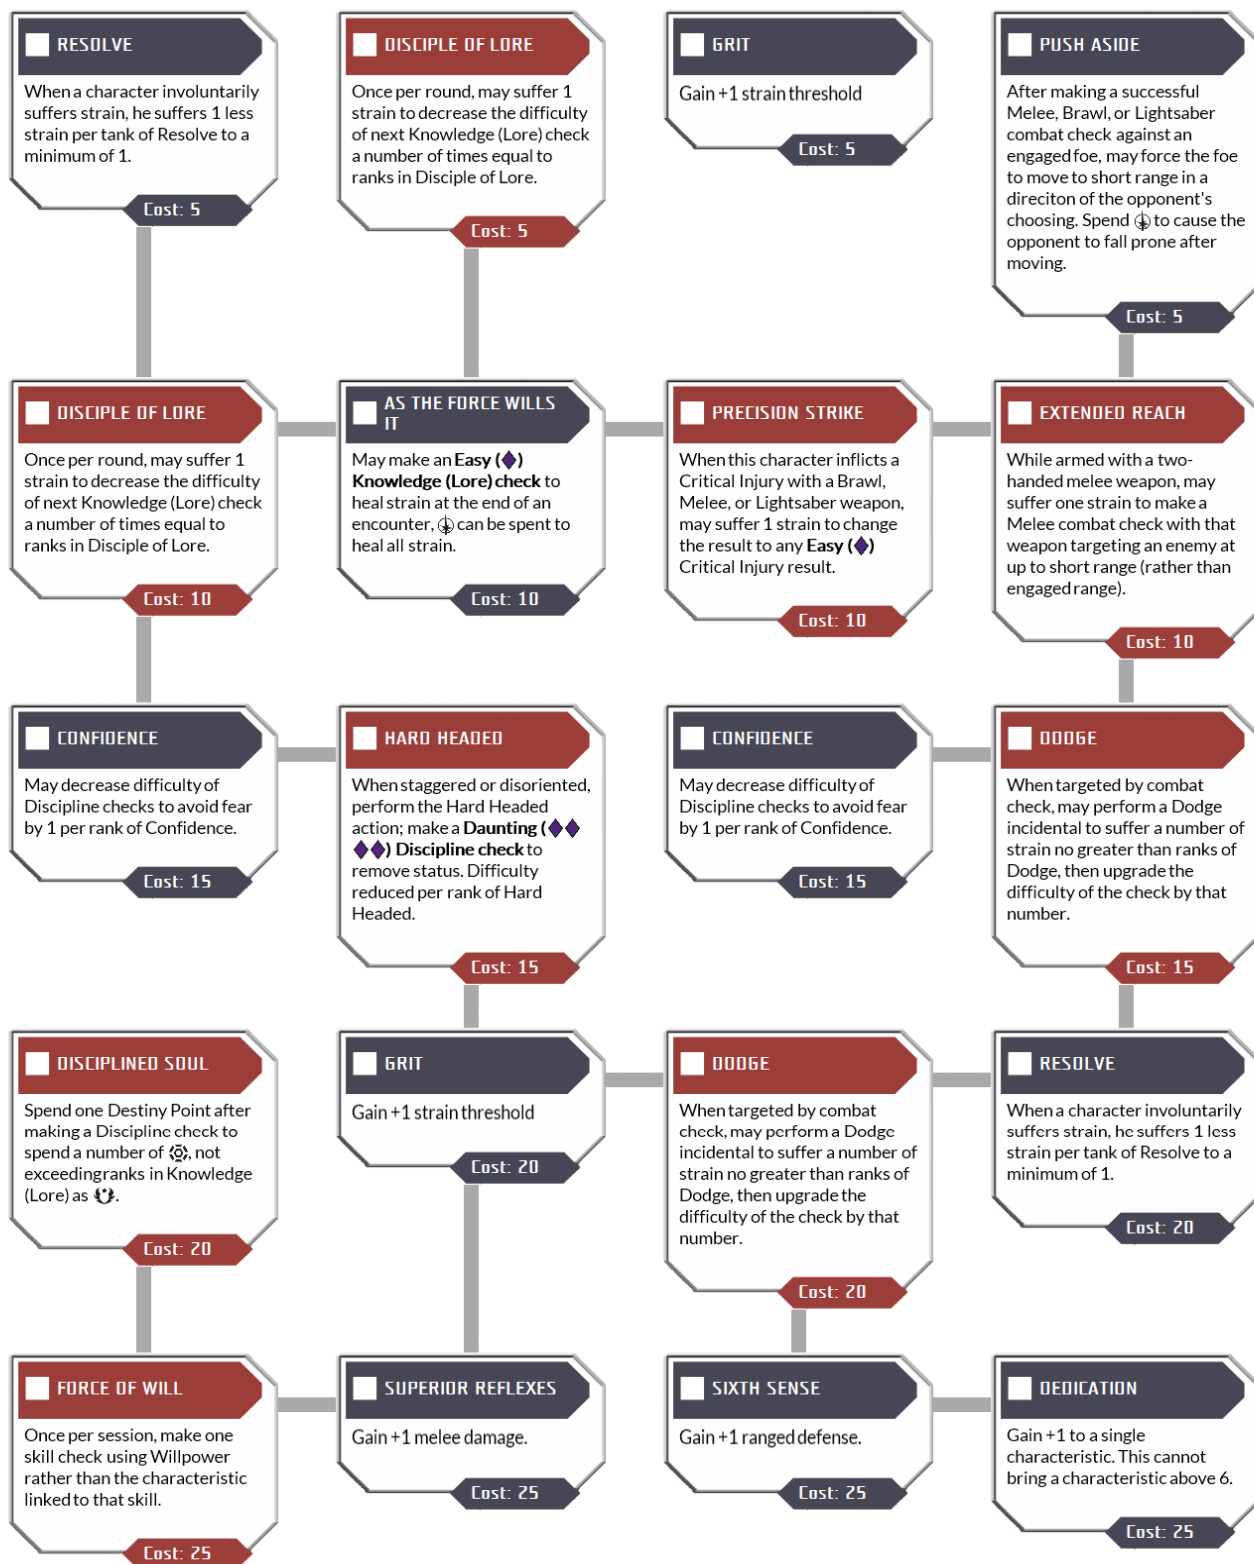 RESOLVE
When a character involuntarily
suffers strain, he suffers 1 less
strain per tank of Resolve to a
minimum of 1.
Cost: 5
DISCIPLE OF LORE
Once per round, may suffer 1
strain to decrease the difficulty
of next Knowledge (Lore) check
a number of times equal to
ranks in Disciple of Lore.
Cost: 5
GRIT
Gain +1 strain threshold
Cost: 5
PUSH ASIDE
After making a successful
Melee, Brawl, or Lightsaber
combat check against an
engaged foe, may force the foe
to move to short range in a
direciton of the opponent's
choosing. Spend to cause the
opponent to fall prone after
moving.
Cost: 5
DISCIPLE OF LORE
Once per round, may suffer 1
strain to decrease the difficulty
of next Knowledge (Lore) check
a number of times equal to
ranks in Disciple of Lore.
Cost: 10
AS THE FORCE WILLS
IT
May make an Easy (◆)
Knowledge (Lore) check to
heal strain at the end of an
encounter, can be spent to
heal all strain.
Cost: 10
PRECISION STRIKE
When this character inflicts a
Critical Injury with a Brawl,
Melee, or Lightsaber weapon,
may suffer 1 strain to change
the result to any Easy (◆)
Critical Injury result.
Cost: 10
EXTENDED REACH
While armed with a two-
handed melee weapon, may
suffer one strain to make a
Melee combat check with that
weapon targeting an enemy at
up to short range (rather than
engaged range).
Cost: 10
CONFIDENCE
May decrease difficulty of
Discipline checks to avoid fear
by 1 per rank of Confidence.
Cost: 15
HARD HEADED
When staggered or disoriented,
perform the Hard Headed
action; make a Daunting (◆◆
◆◆) Discipline check to
remove status. Difficulty
reduced per rank of Hard
Headed.
Cost: 15
CONFIDENCE
May decrease difficulty of
Discipline checks to avoid fear
by 1 per rank of Confidence.
Cost: 15
DODGE
When targeted by combat
check, may perform a Dodge
incidental to suffer a number of
strain no greater than ranks of
Dodge, then upgrade the
difficulty of the check by that
number.
Cost: 15
DISCIPLINED SOUL
Spend one Destiny Point after
making a Discipline check to
spend a number of , not
exceedingranks in Knowledge
(Lore) as .
Cost: 20
GRIT
Gain +1 strain threshold
Cost: 20
DODGE
When targeted by combat
check, may perform a Dodge
incidental to suffer a number of
strain no greater than ranks of
Dodge, then upgrade the
difficulty of the check by that
number.
Cost: 20
RESOLVE
When a character involuntarily
suffers strain, he suffers 1 less
strain per tank of Resolve to a
minimum of 1.
Cost: 20
FORCE OF WILL
Once per session, make one
skill check using Willpower
rather than the characteristic
linked to that skill.
Cost: 25
SUPERIOR REFLEXES
Gain +1 melee damage.
Cost: 25
SIXTH SENSE
Gain +1 ranged defense.
Cost: 25
DEDICATION
Gain +1 to a single
characteristic. This cannot
bring a characteristic above 6.
Cost: 25